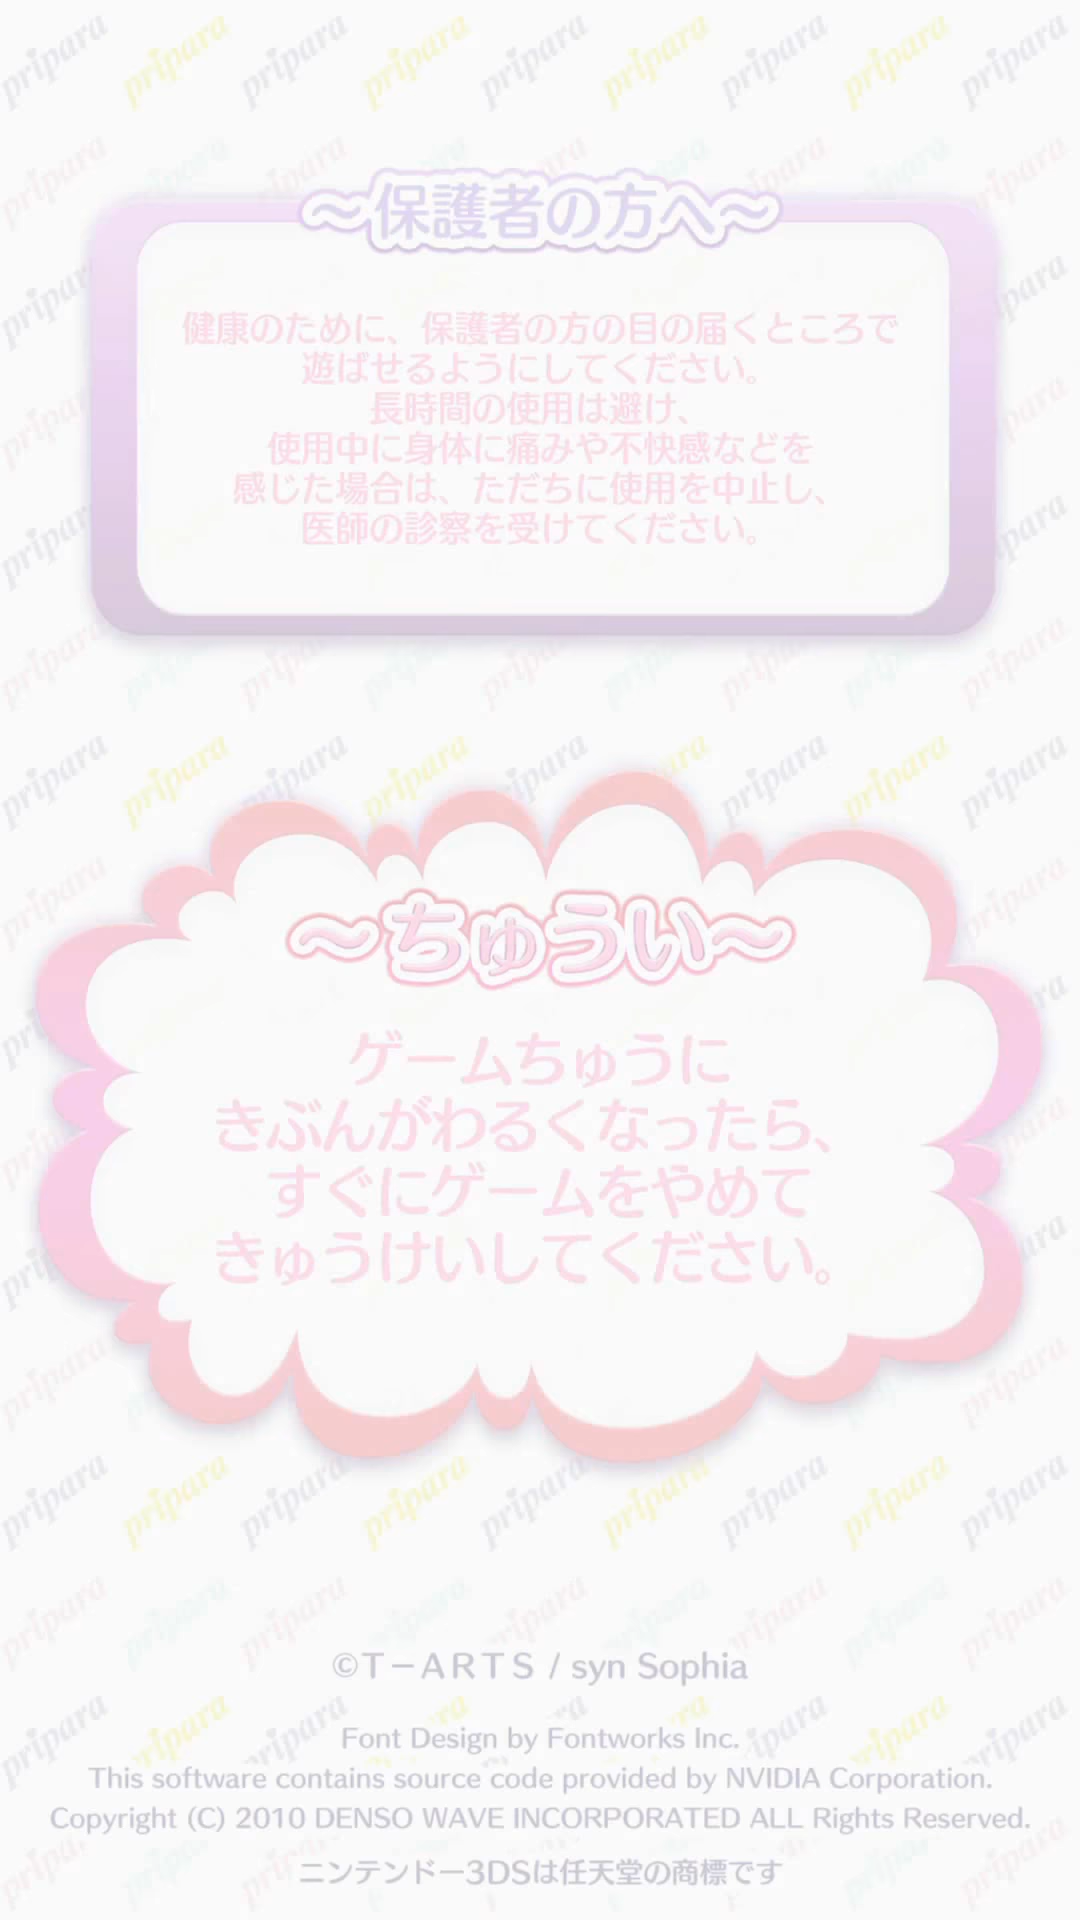 pripara
～保護者の方へ～
健康のために、保護者の方の目の届くところで
遊ばせるようにしてください。
長時間の使用は避け、
使用中に身体に痛みや不快感などを
感じた場合は、ただちに使用を中止し、
医師の診察を受けてください。
～ちゅうい～
ゲームちゅうに
きぶんがわるくなったら、
すぐにゲームをやめて
きゅうけいしてください。
©T－ARTS / syn Sophia
Font Design by Fontworks Inc.
This software contains source code provided by NVIDIA Corporation.
Copyright (C) 2010 DENSO WAVE INCORPORATED ALL Rights Reserved.
ニンテンドー3DSは任天堂の商標です